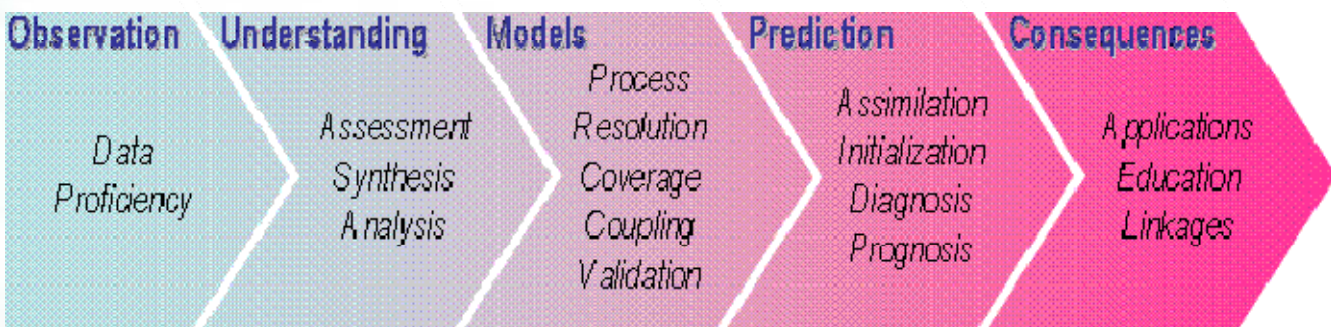 Observation
Data
Proficiency
Understanding
Assessment
Synthesis
Analysis
Models
Process
Resolution
Coverage
Coupling
Validation
Prediction
Assimilation
Initialization
Diagnosis
Prognosis
Consequences
Applications
Education
Linkages